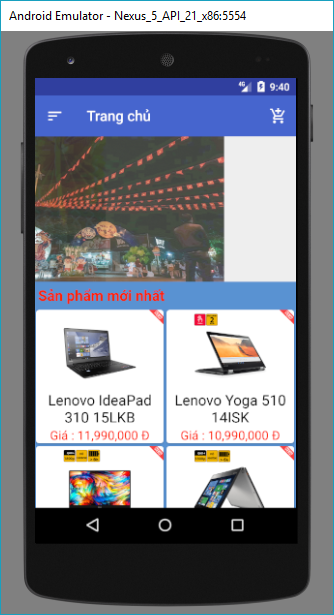 Android Emulator - Nexus_5_API_21_x86:5554
4G 9:40
Trang chủ
Sản phẩm mới nhất
Lenovo IdeaPad
310 15LKB
Giá : 11,990,000 Đ
Lenovo Yoga 510
14ISK
Giá : 10,990,000 Đ